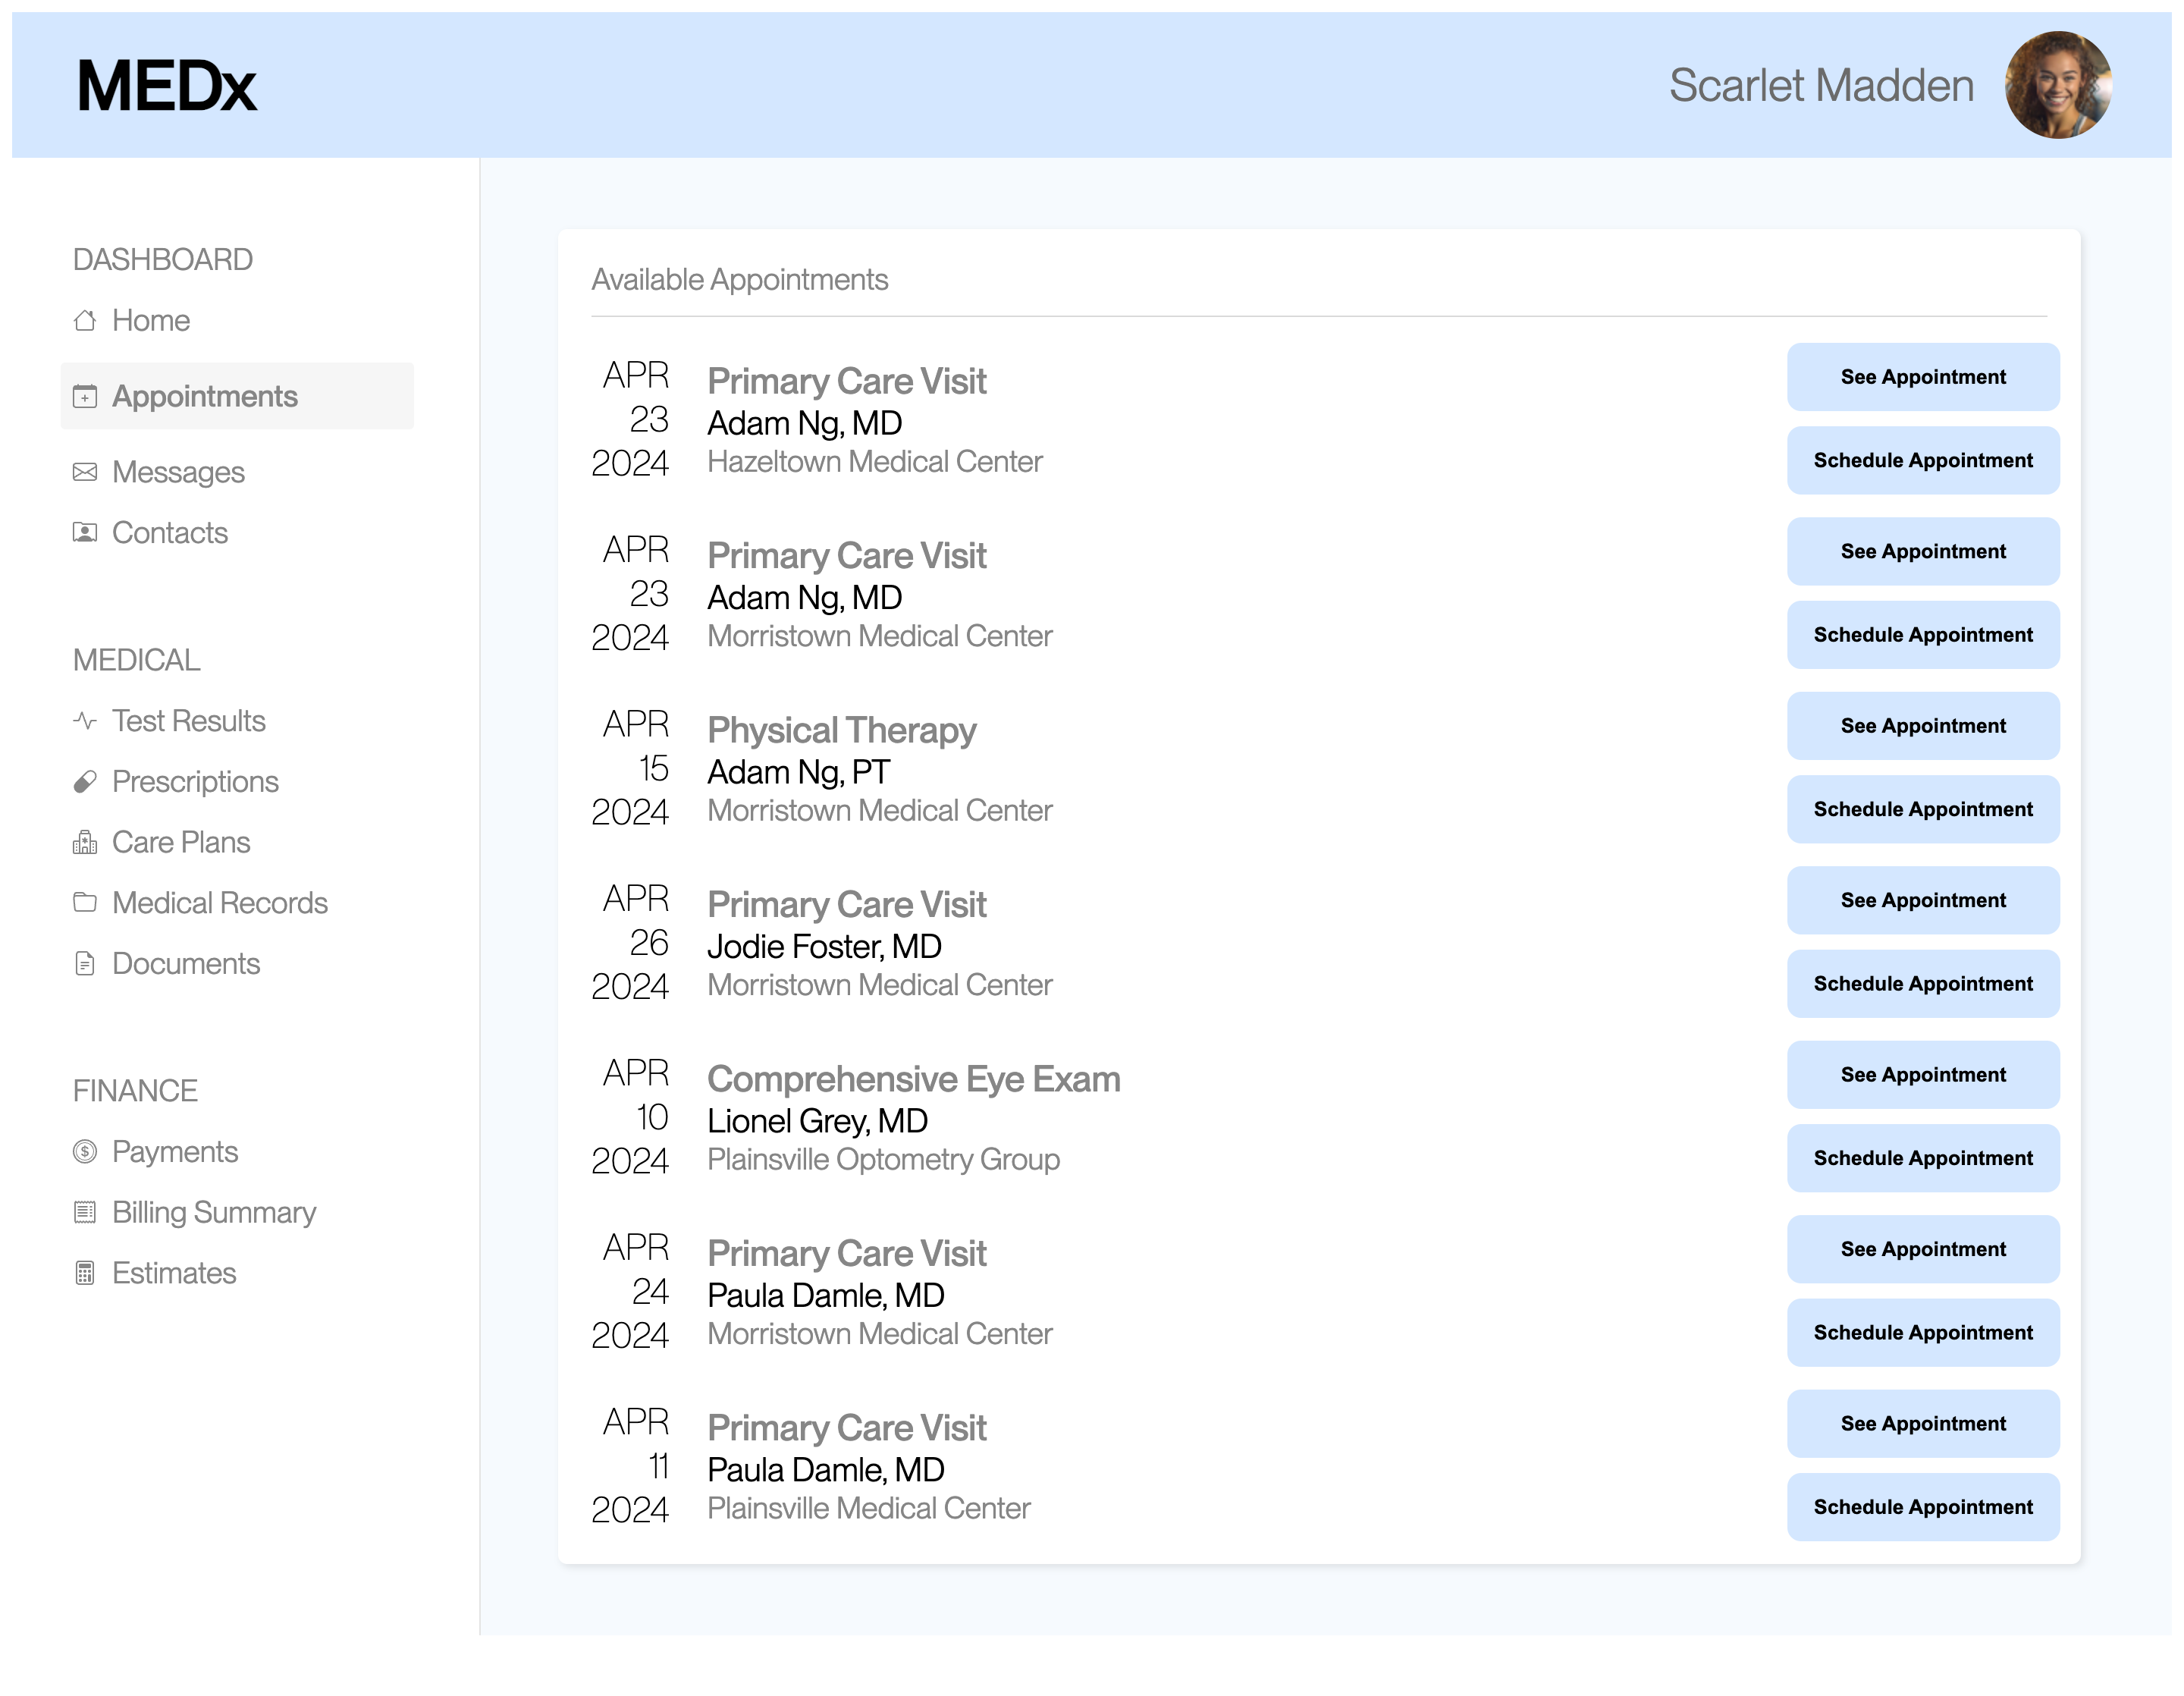 MEDx
Scarlet Madden
DASHBOARD
Home
Appointments
Messages
Contacts
MEDICAL
Test Results
Prescriptions
Care Plans
Medical Records
Documents
FINANCE
Payments
Billing Summary
Estimates
Available Appointments
APR
23
2024
Primary Care Visit
Adam Ng, MD
Hazeltown Medical Center
See Appointment
Schedule Appointment
APR
23
2024
Primary Care Visit
Adam Ng, MD
Morristown Medical Center
See Appointment
Schedule Appointment
APR
15
2024
Physical Therapy
Adam Ng, PT
Morristown Medical Center
See Appointment
Schedule Appointment
APR
26
2024
Primary Care Visit
Jodie Foster, MD
Morristown Medical Center
See Appointment
Schedule Appointment
APR
10
2024
Comprehensive Eye Exam
Lionel Grey, MD
Plainsville Optometry Group
See Appointment
Schedule Appointment
APR
24
2024
Primary Care Visit
Paula Damle, MD
Morristown Medical Center
See Appointment
Schedule Appointment
APR
11
2024
Primary Care Visit
Paula Damle, MD
Plainsville Medical Center
See Appointment
Schedule Appointment